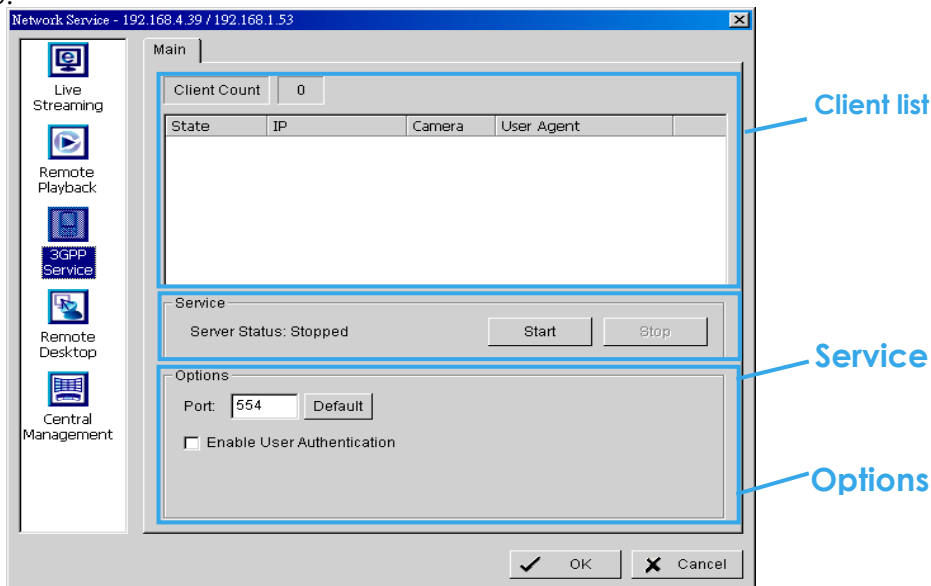 Network Service - 192.168.4.39 / 192.168.1.53
Live
Streaming
Remote
Playback
3GPP
Service
Remote
Desktop
Central
Management
Main
Client Count 0
State IP Camera User Agent
Client list
Service
Server Status: Stopped Start Stop
Service
Options
Port: 554 Default
Enable User Authentication
Options
OK Cancel